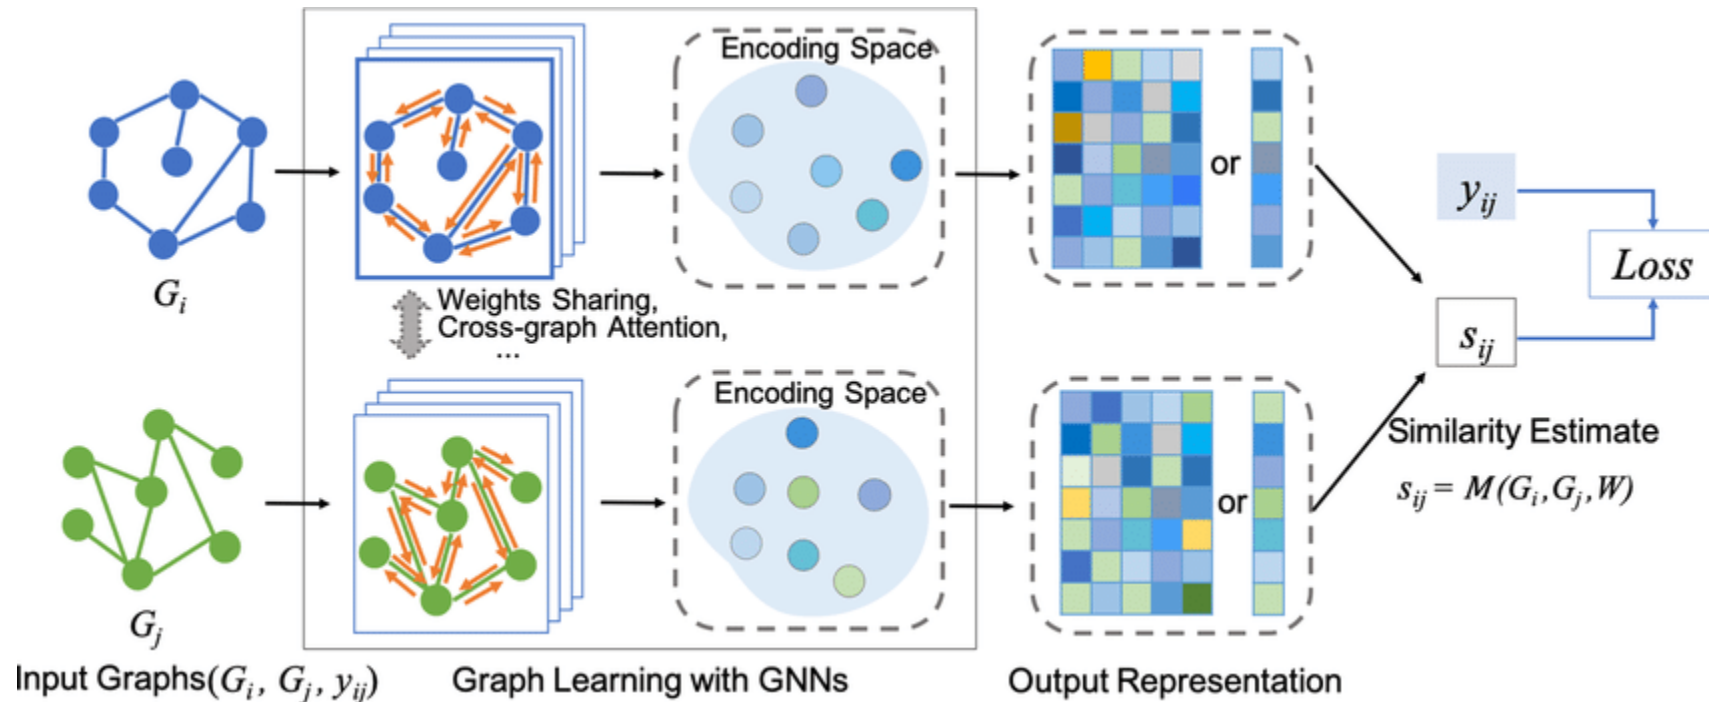 Encoding Space
or
y_ij
Loss
G_i
Weights Sharing,
Cross-graph Attention,
...
s_ij
Encoding Space
or
Similarity Estimate
s_ij = M(G_i, G_j, W)
G_j
Input Graphs(G_i, G_j, y_ij)
Graph Learning with GNNs
Output Representation